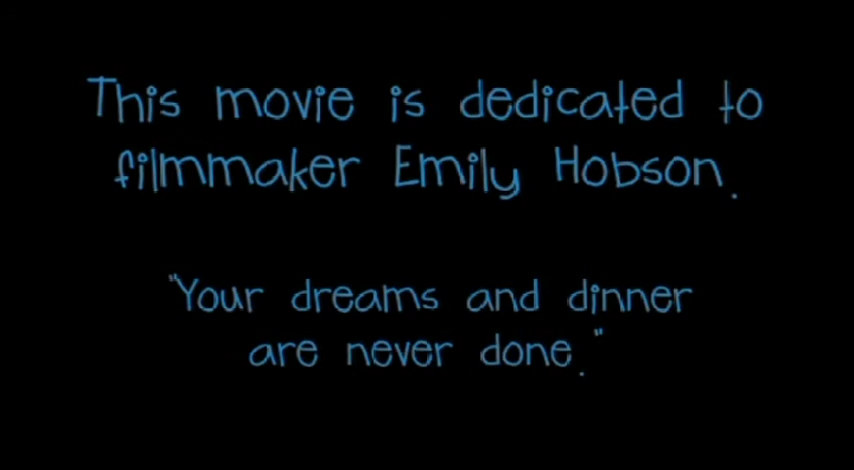 This movie is dedicated to
filmmaker Emily Hobson.
"Your dreams and dinner
are never done."